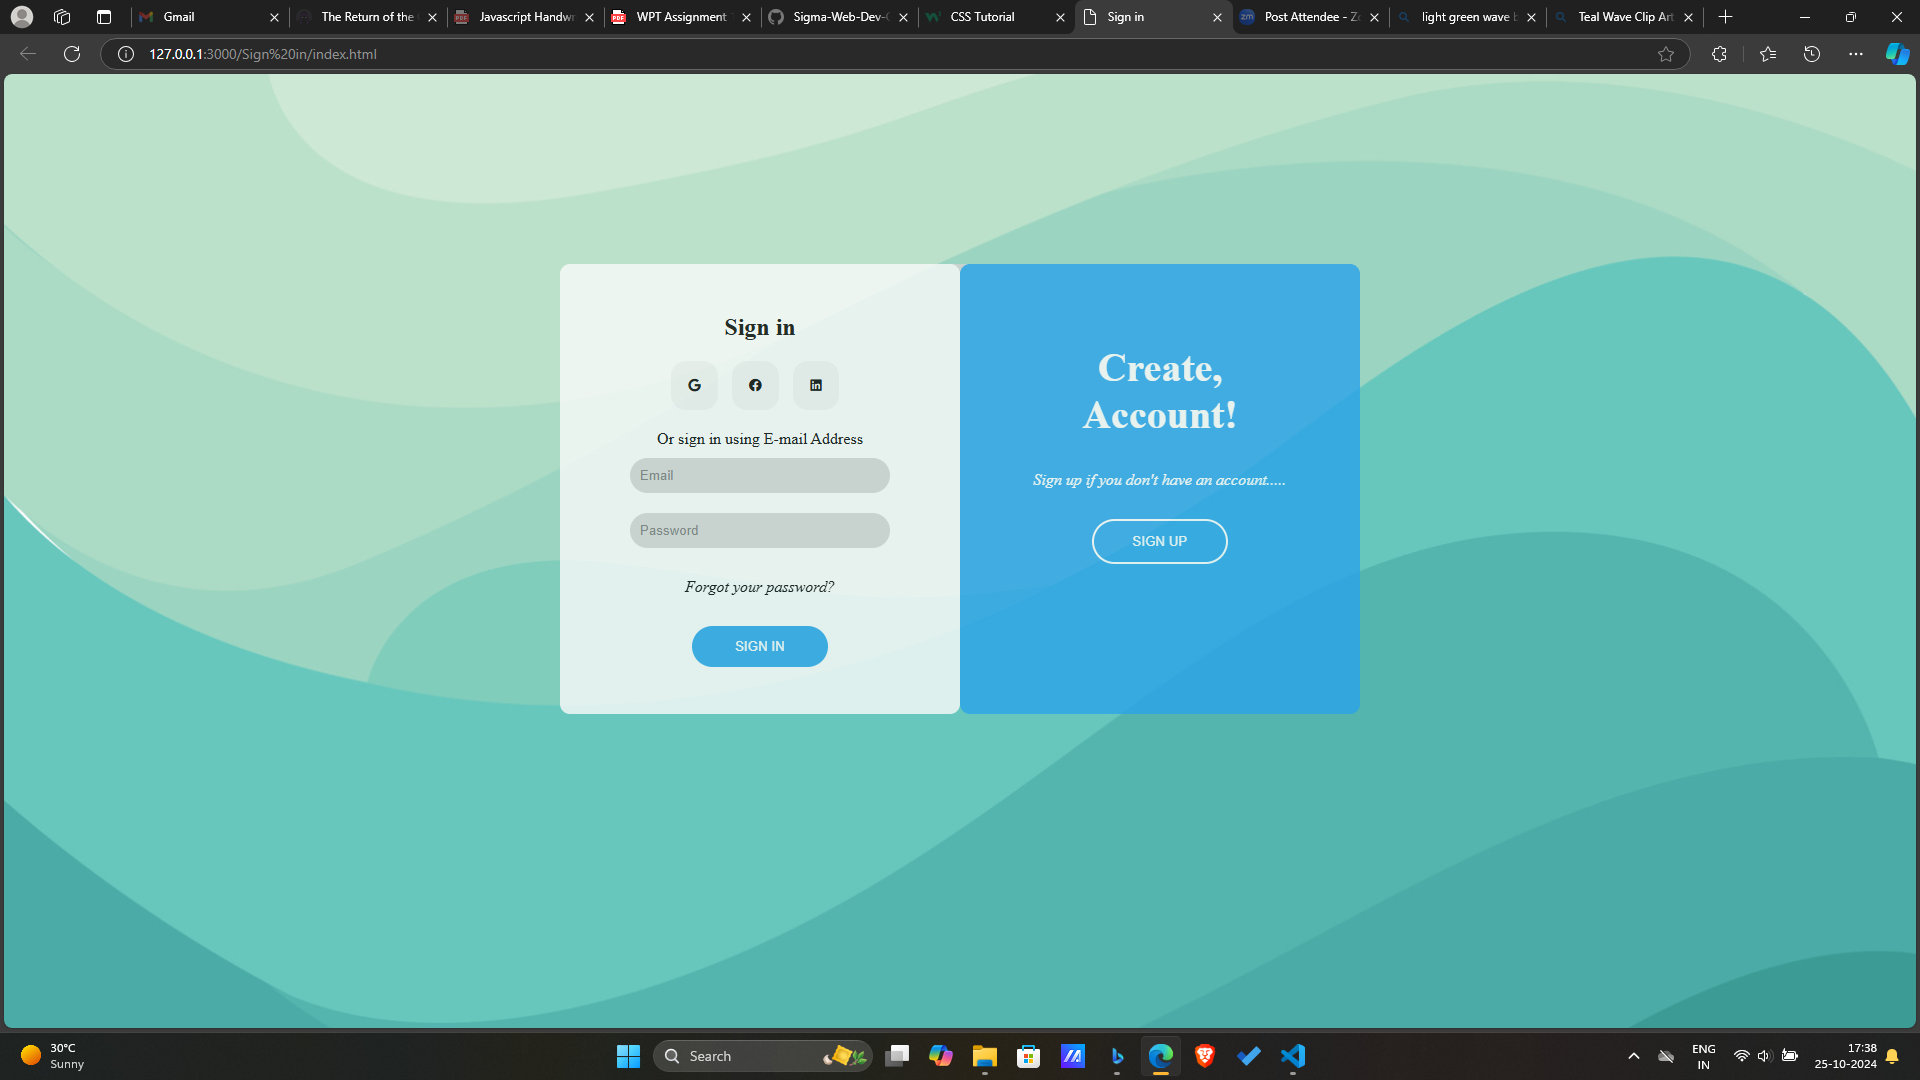 Gmail
The Return of the
Javascript Handwr
WPT Assignment
Sigma-Web-Dev-C
CSS Tutorial
Sign in
Post Attendee - Zo
light green wave b
Teal Wave Clip Art
127.0.0.1:3000/Sign%20in/index.html
Sign in
Or sign in using E-mail Address
Email
Password
Forgot your password?
SIGN IN
Create,
Account!
Sign up if you don't have an account.....
SIGN UP
30°C
Sunny
Search
ENG
IN
17:38
25-10-2024